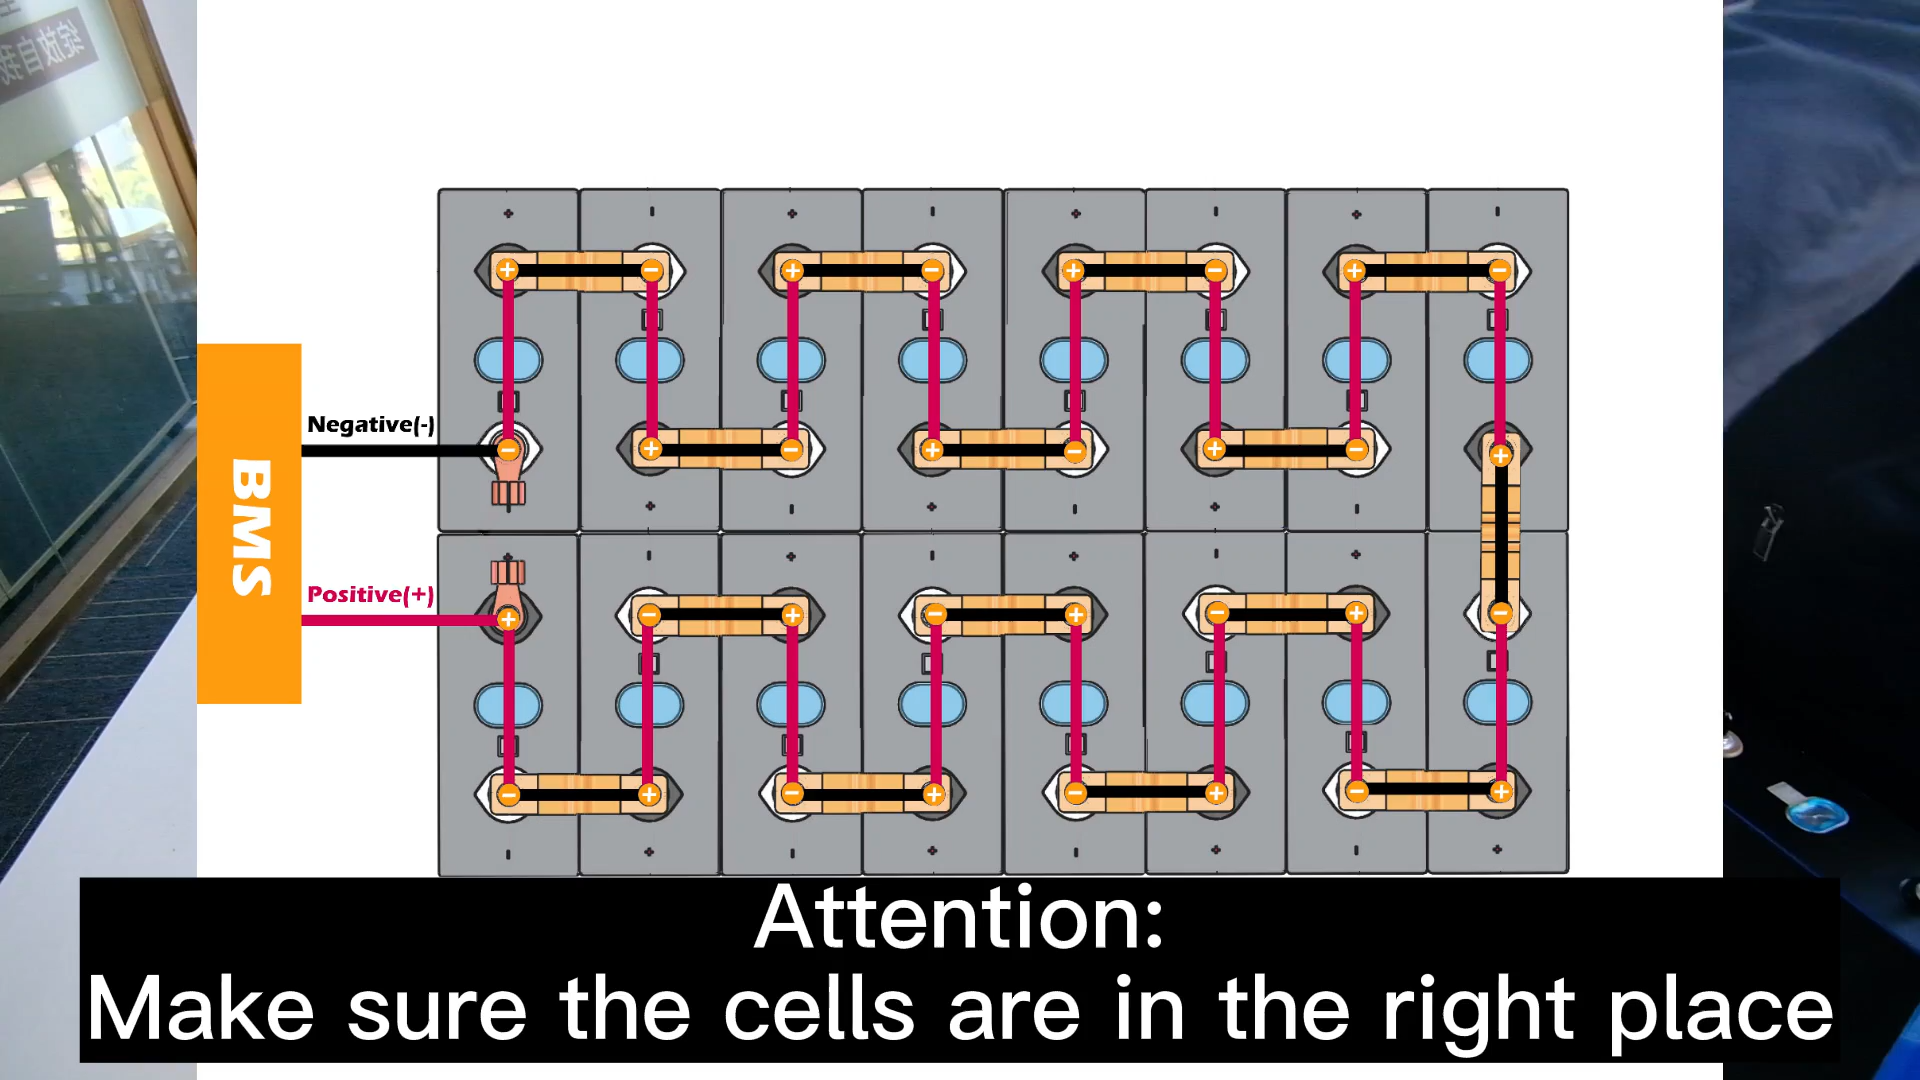 Negative(-)
BMS
Positive(+)
Attention:
Make sure the cells are in the right place